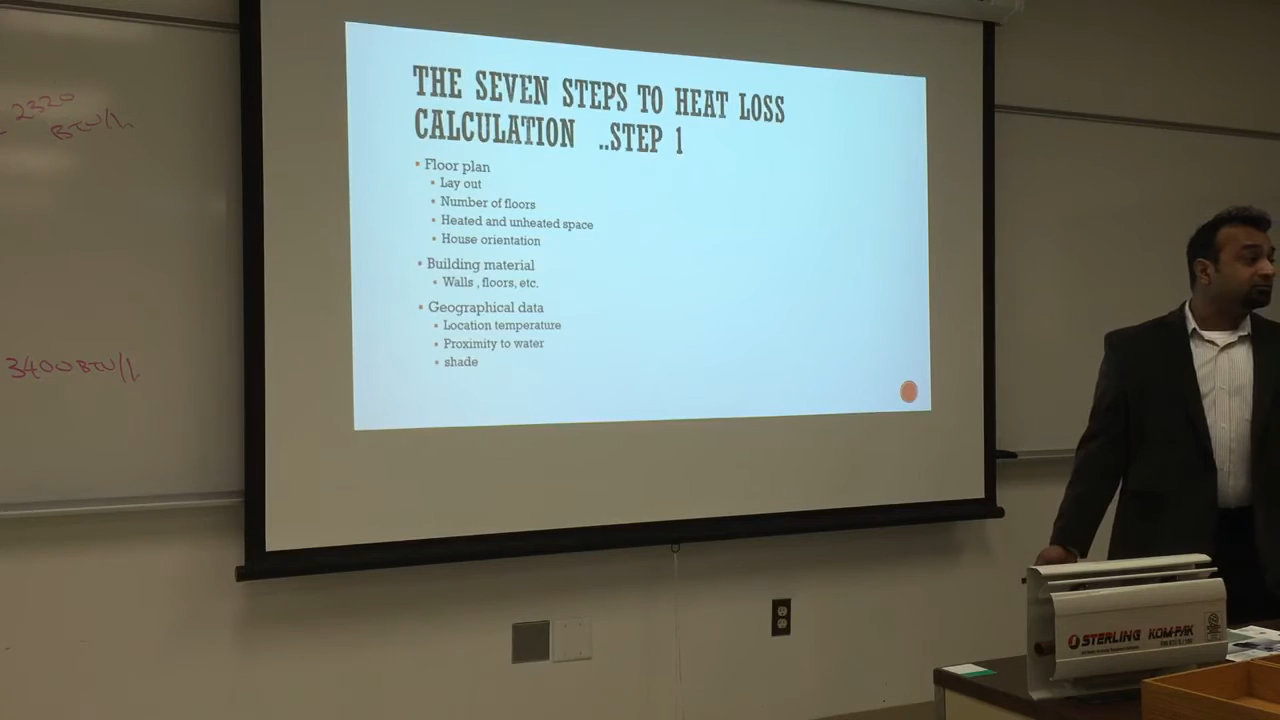 2320
BTU/h
3400 BTU/h
THE SEVEN STEPS TO HEAT LOSS
CALCULATION ..STEP 1
Floor plan
Lay out
Number of floors
Heated and unheated space
House orientation
Building material
Walls , floors, etc.
Geographical data
Location temperature
Proximity to water
shade
STERLING KOM-PAK